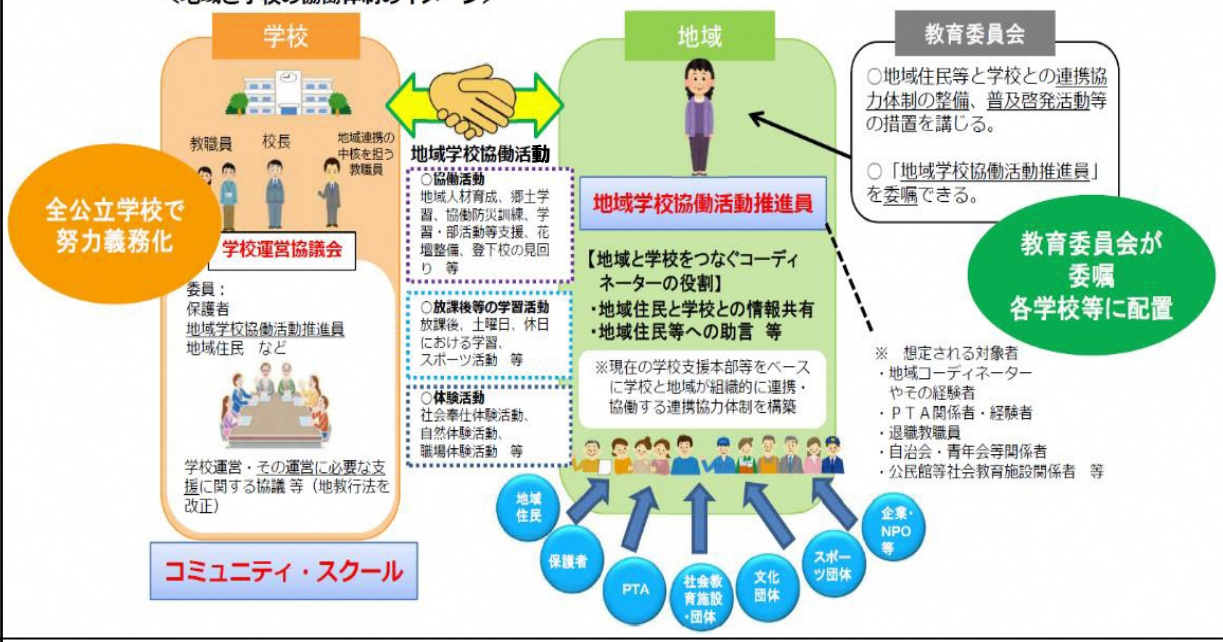 〈地域と学校の協働体制のイメージ〉
学校
教職員
校長
地域連携の
中核を担う
教職員
全公立学校で
努力義務化
学校運営協議会
委員：
保護者
地域学校協働活動推進員
地域住民　など
学校運営・その運営に必要な支
援に関する協議 等（地教行法を
改正）
コミュニティ・スクール
地域学校協働活動
○協働活動
地域人材育成、郷土学
習、協働防災訓練、学
習・部活動等支援、花
壇整備、登下校の見回
り　等
○放課後等の学習活動
放課後、土曜日、休日
における学習、
スポーツ活動　等
○体験活動
社会奉仕体験活動、
自然体験活動、
職場体験活動　等
地域
地域学校協働活動推進員
【地域と学校をつなぐコーディ
ネーターの役割】
・地域住民と学校との情報共有
・地域住民等への助言　等
※現在の学校支援本部等をベース
に学校と地域が組織的に連携・
協働する連携協力体制を構築
地域
住民
保護者
PTA
社会教
育施設
・団体
文化
団体
スポー
ツ団体
企業・
NPO
等
教育委員会
○地域住民等と学校との連携協
力体制の整備、普及啓発活動等
の措置を講じる。
○「地域学校協働活動推進員」
を委嘱できる。
教育委員会が
委嘱
各学校等に配置
※　想定される対象者
・地域コーディネーター
やその経験者
・ＰＴＡ関係者・経験者
・退職教職員
・自治会・青年会等関係者
・公民館等社会教育施設関係者　等